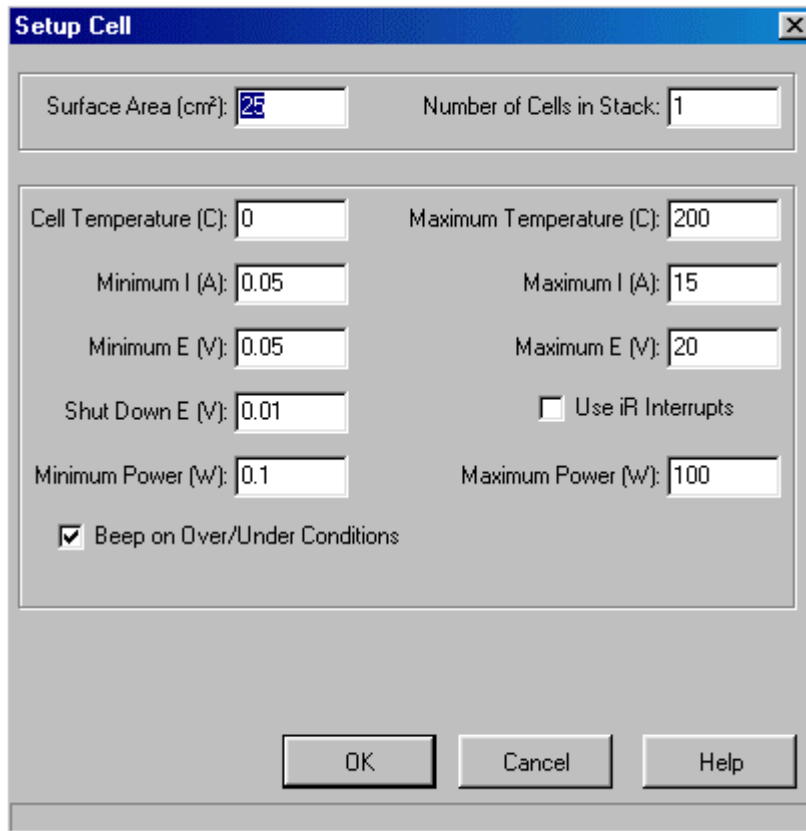 Setup Cell
Surface Area (cm²): 25 Number of Cells in Stack: 1
Cell Temperature (C): 0 Maximum Temperature (C): 200
Minimum I (A): 0.05 Maximum I (A): 15
Minimum E (V): 0.05 Maximum E (V): 20
Shut Down E (V): 0.01 Use iR Interrupts
Minimum Power (W): 0.1 Maximum Power (W): 100
Beep on Over/Under Conditions
OK Cancel Help